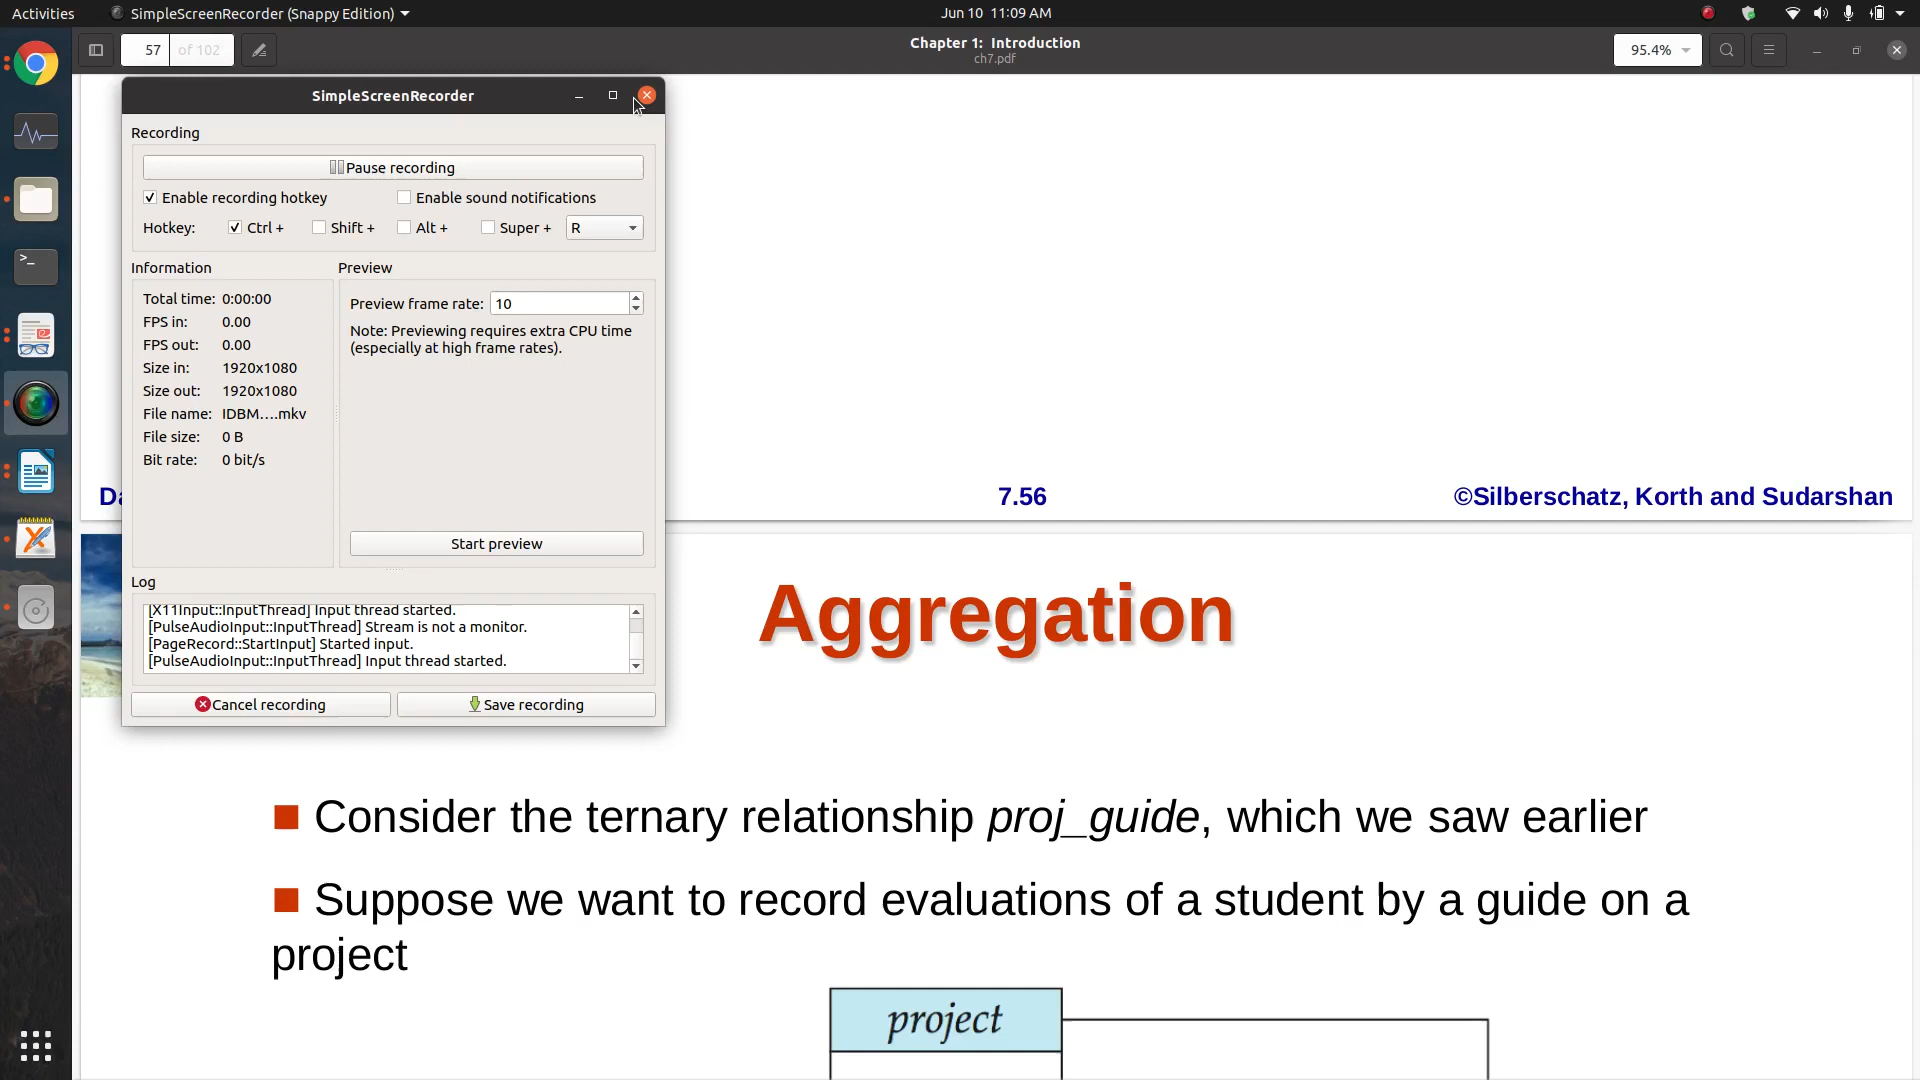 Activities
SimpleScreenRecorder (Snappy Edition)
Jun 10 11:09 AM
57 of 102
Chapter 1: Introduction
ch7.pdf
95.4%
SimpleScreenRecorder
Recording
Pause recording
Enable recording hotkey
Enable sound notifications
Hotkey: Ctrl + Shift + Alt + Super + R
Information
Total time: 0:00:00
FPS in: 0.00
FPS out: 0.00
Size in: 1920x1080
Size out: 1920x1080
File name: IDBM....mkv
File size: 0 B
Bit rate: 0 bit/s
Preview
Preview frame rate: 10
Note: Previewing requires extra CPU time
(especially at high frame rates).
Start preview
Log
[X11Input::InputThread] Input thread started.
[PulseAudioInput::InputThread] Stream is not a monitor.
[PageRecord::StartInput] Started input.
[PulseAudioInput::InputThread] Input thread started.
Cancel recording
Save recording
7.56
©Silberschatz, Korth and Sudarshan
Aggregation
Consider the ternary relationship proj_guide, which we saw earlier
Suppose we want to record evaluations of a student by a guide on a
project
project